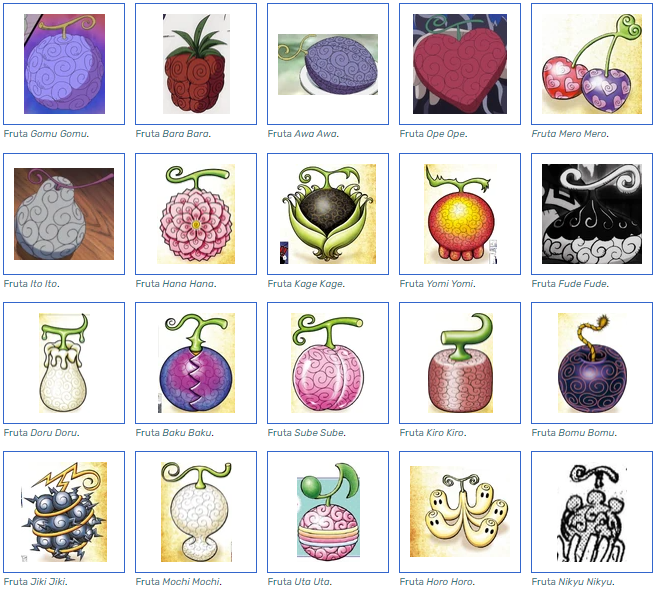 Fruta Gomu Gomu.
Fruta Bara Bara.
Fruta Awa Awa.
Fruta Ope Ope.
Fruta Mero Mero.
Fruta Ito Ito.
Fruta Hana Hana.
Fruta Kage Kage.
Fruta Yomi Yomi.
Fruta Fude Fude.
Fruta Doru Doru.
Fruta Baku Baku.
Fruta Sube Sube.
Fruta Kiro Kiro.
Fruta Bomu Bomu.
Fruta Jiki Jiki.
Fruta Mochi Mochi.
Fruta Uta Uta.
Fruta Horo Horo.
Fruta Nikyu Nikyu.